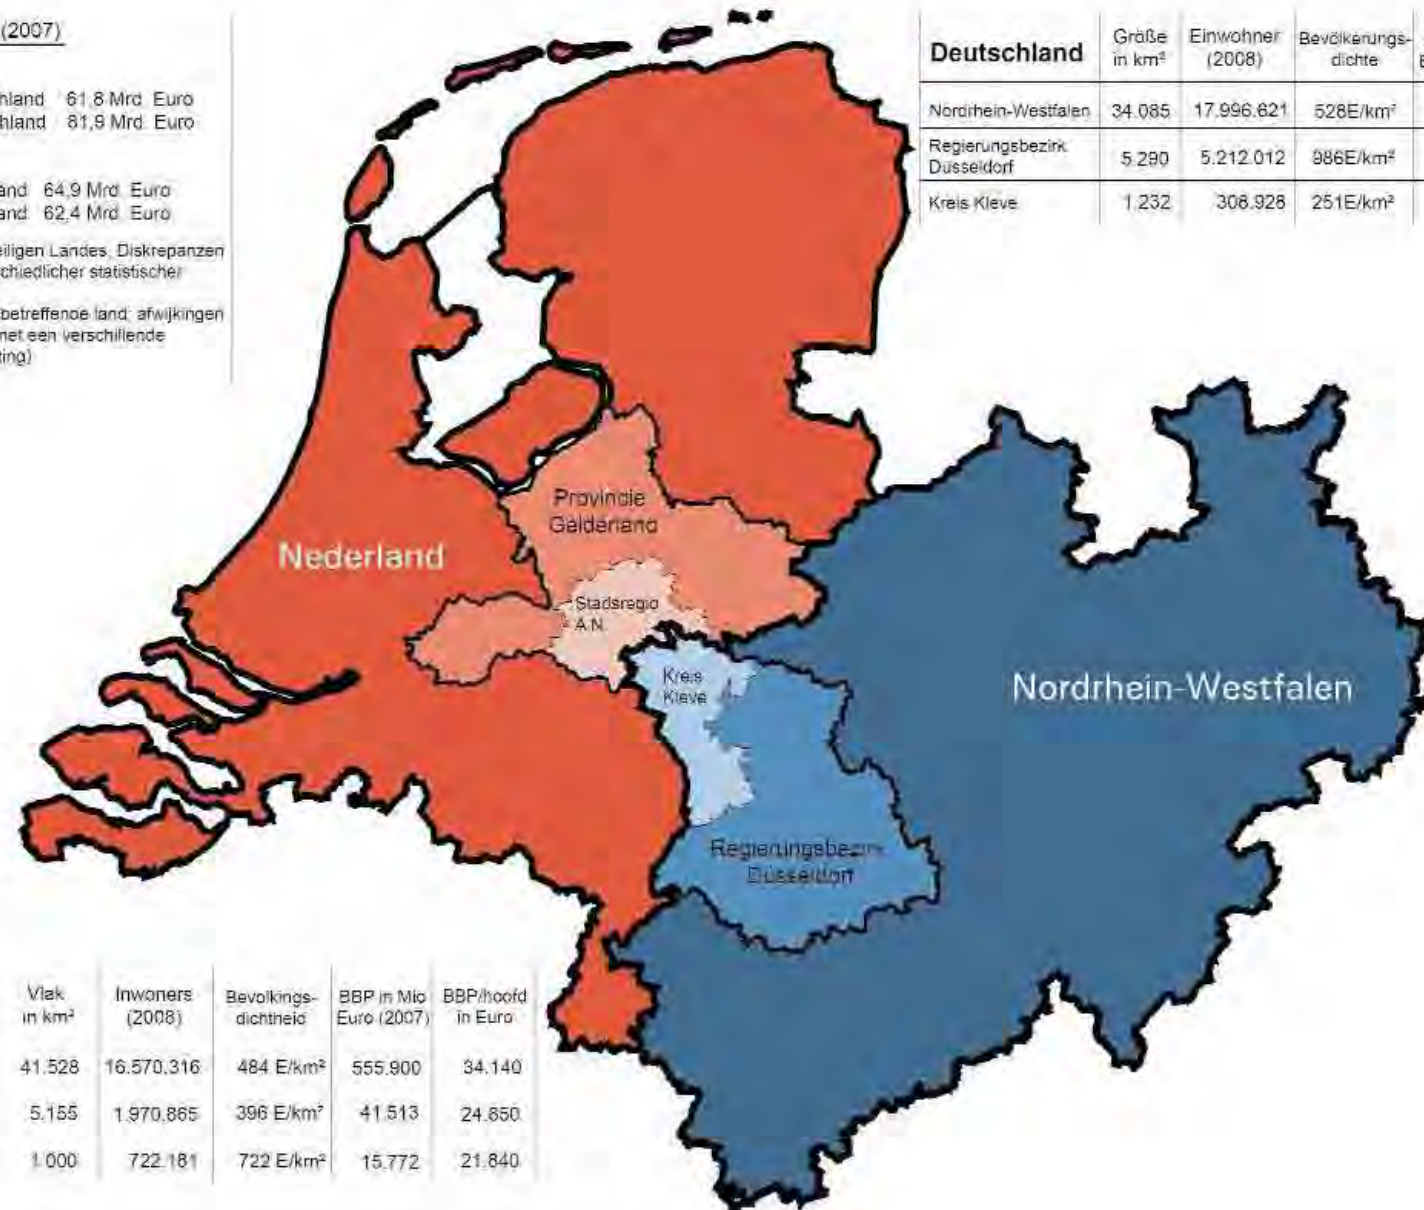 (2007)
hland 61,8 Mrd. Euro
hland 81,9 Mrd. Euro
and 64,9 Mrd. Euro
and 62,4 Mrd. Euro
eiligen Landes, Diskrepanzen
schiedlicher statistischer
betreffende land; afwijkingen
met een verschillende
ting)
Deutschland Größe in km² Einwohner (2008) Bevölkerungs-dichte
Nordrhein-Westfalen 34.085 17.996.621 528E/km²
Regierungsbezirk Düsseldorf 5.290 5.212.012 986E/km²
Kreis Kleve 1.232 308.928 251E/km²
Provincie
Gelderland
Nederland
Stadsregio
A.N.
Kreis
Kleve
Nordrhein-Westfalen
Regierungsbezirk
Düsseldorf
Vlak in km² Inwoners (2008) Bevolkings-dichtheid BBP in Mio Euro (2007) BBP/hoofd in Euro
41.528 16.570.316 484 E/km² 555.900 34.140
5.155 1.970.865 396 E/km² 41.513 24.850
1.000 722.181 722 E/km² 15.772 21.840